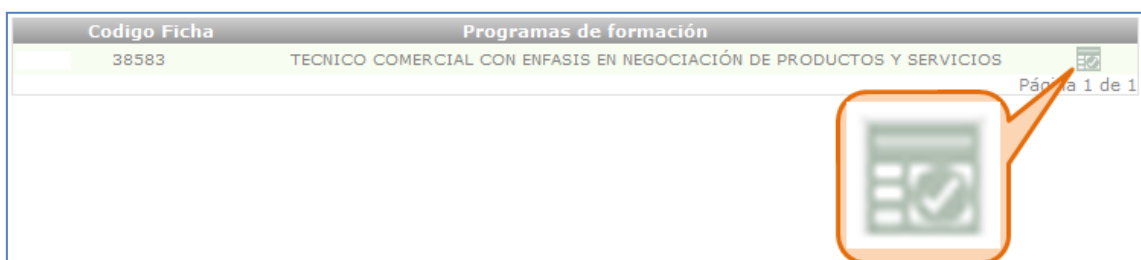 Codigo Ficha Programas de formación
38583 TECNICO COMERCIAL CON ENFASIS EN NEGOCIACIÓN DE PRODUCTOS Y SERVICIOS
Página 1 de 1